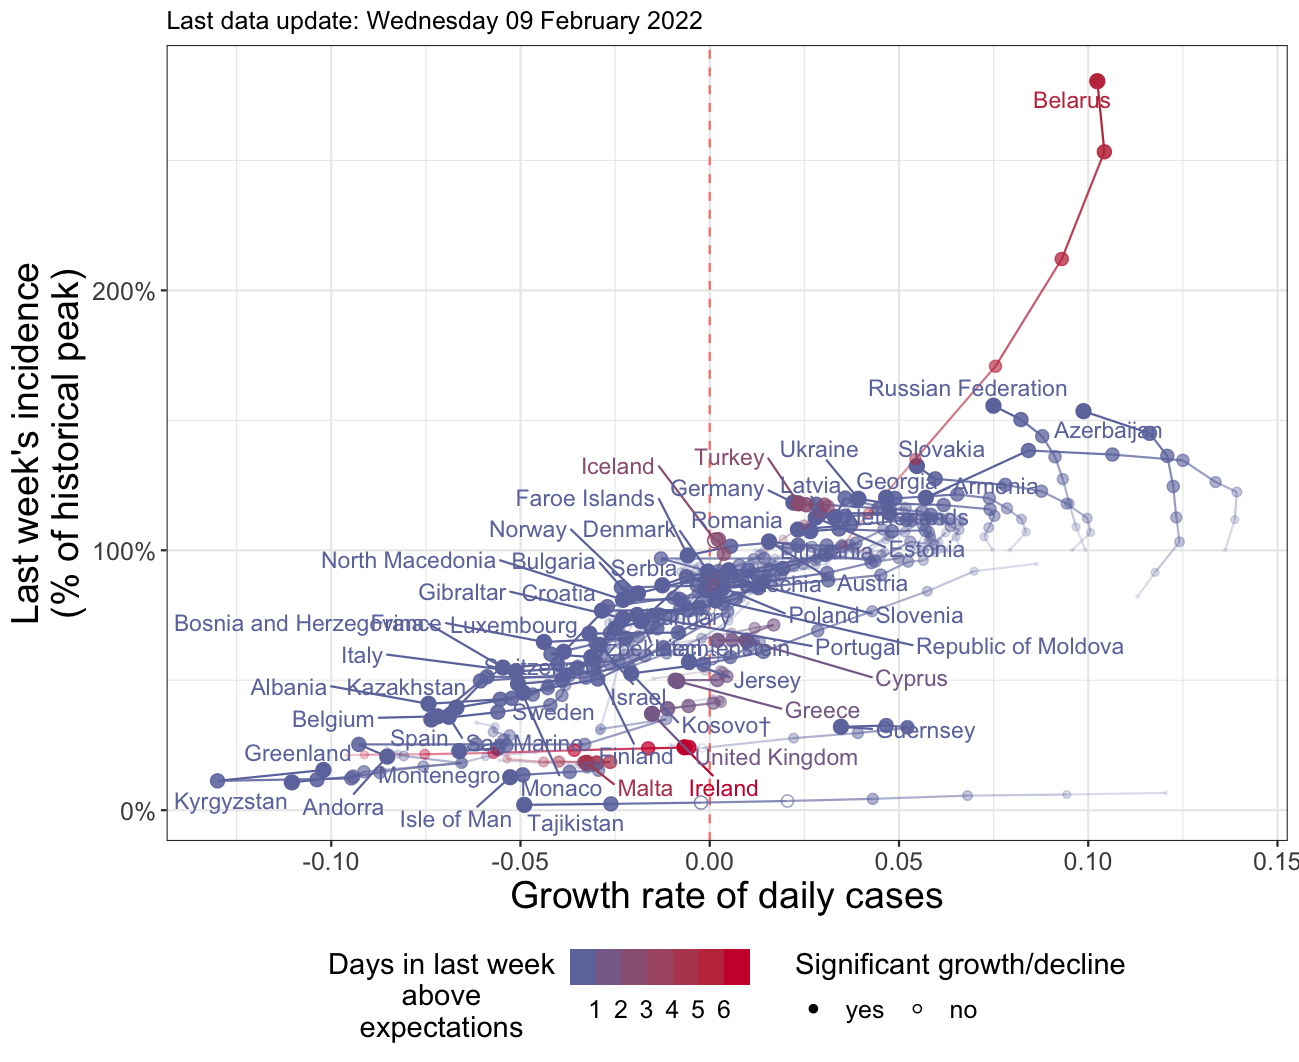 Last data update: Wednesday 09 February 2022
Last week's incidence
(% of historical peak)
200%
100%
0%
Belarus
Russian Federation
Azerbaijan
Ukraine
Slovakia
Turkey
Iceland
Germany
Latvia
Georgia
Armenia
Faroe Islands
Romania
Norway
Denmark
Estonia
North Macedonia
Bulgaria
Serbia
Austria
Gibraltar
Croatia
Poland
Slovenia
Bosnia and Herzegovina
France
Luxembourg
Portugal
Republic of Moldova
Italy
Liechtenstein
Cyprus
Albania
Kazakhstan
Israel
Jersey
Greece
Belgium
Sweden
Kosovo†
Guernsey
Spain
San Marino
Greenland
Finland
United Kingdom
Montenegro
Monaco
Malta
Ireland
Kyrgyzstan
Andorra
Isle of Man
Tajikistan
-0.10
-0.05
0.00
0.05
0.10
0.15
Growth rate of daily cases
Days in last week
above
expectations
1 2 3 4 5 6
Significant growth/decline
yes
no